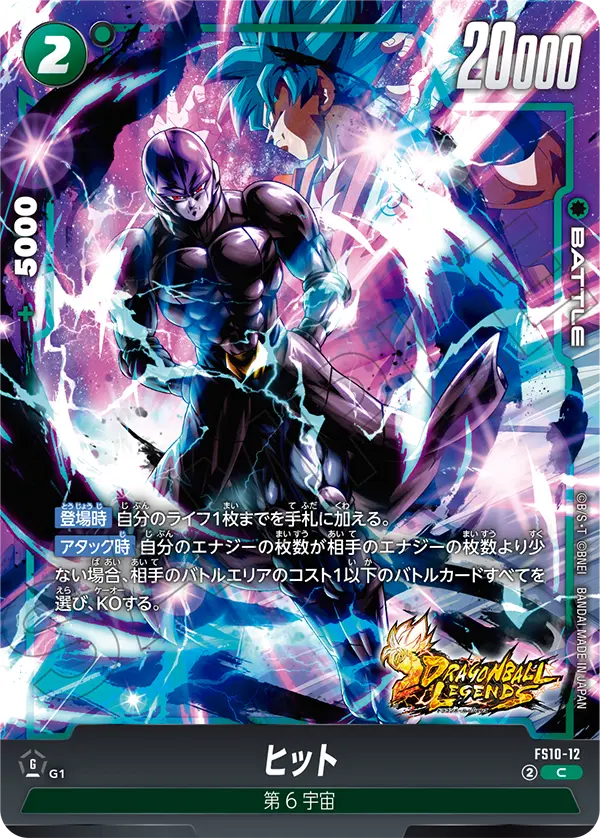 2
20000
+ 5000
BATTLE
登場時 自分のライフ1枚までを手札に加える。
アタック時 自分のエナジーの枚数が相手のエナジーの枚数より少
ない場合、相手のバトルエリアのコスト1以下のバトルカードすべてを
選び、KOする。
©B/S・T ©BNEI BANDAI MADE IN JAPAN
DRAGONBALL
LEGENDS
G
G1
ヒット
FS10-12
2 C
第6宇宙